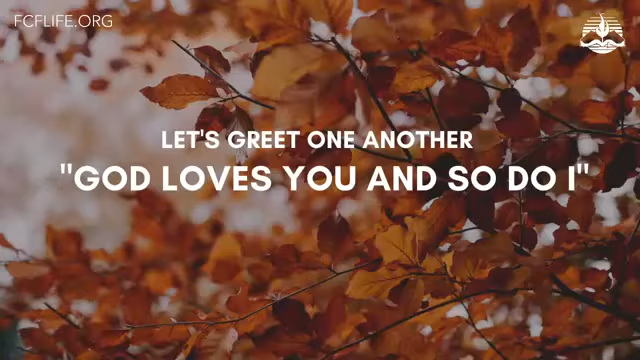 FCFLIFE.ORG
LET'S GREET ONE ANOTHER
"GOD LOVES YOU AND SO DO I"